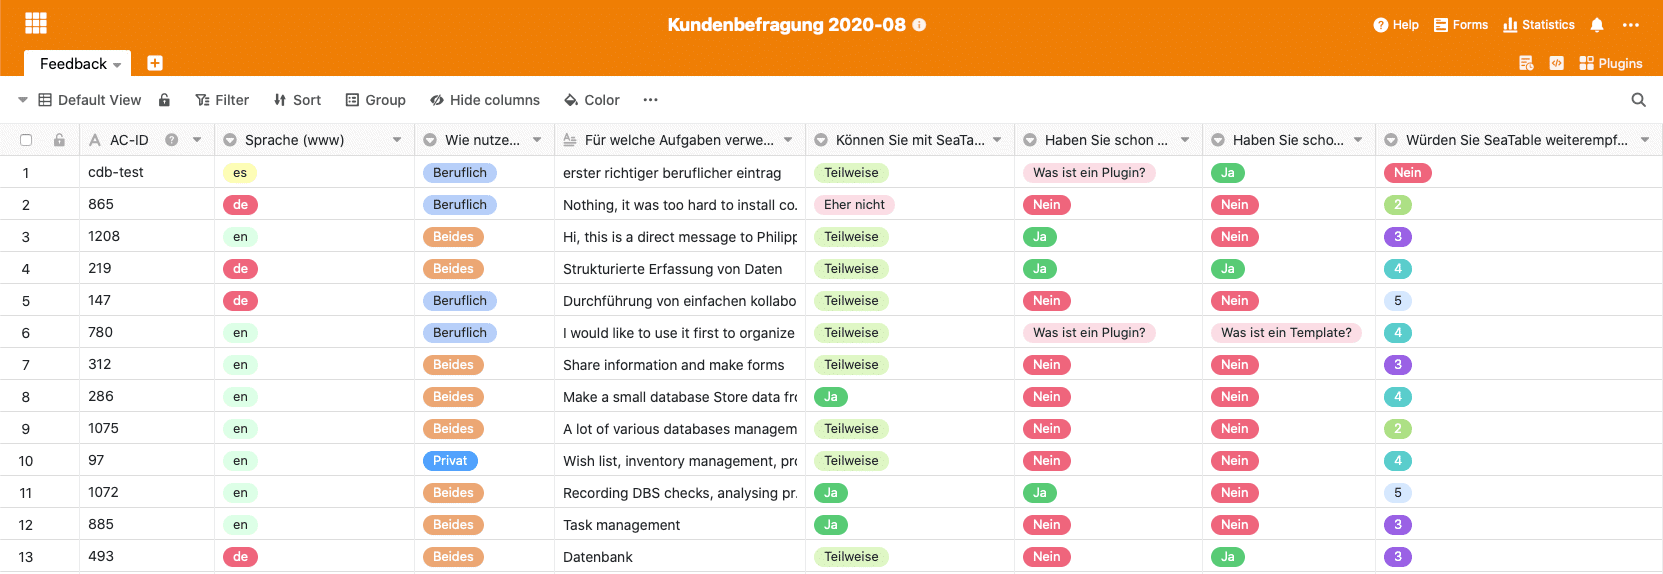 Kundenbefragung 2020-08
Help Forms Statistics
Feedback
Plugins
Default View Filter Sort Group Hide columns Color
AC-ID Sprache (www) Wie nutze... Für welche Aufgaben verwe... Können Sie mit SeaTa... Haben Sie schon ... Haben Sie scho... Würden Sie SeaTable weiterempf...
1 cdb-test es Beruflich erster richtiger beruflicher eintrag Teilweise Was ist ein Plugin? Ja Nein
2 865 de Beruflich Nothing, it was too hard to install co. Eher nicht Nein Nein 2
3 1208 en Beides Hi, this is a direct message to Philipp Teilweise Ja Nein 3
4 219 de Beides Strukturierte Erfassung von Daten Teilweise Ja Ja 4
5 147 de Beruflich Durchführung von einfachen kollabo Teilweise Nein Nein 5
6 780 en Beruflich I would like to use it first to organize Teilweise Was ist ein Plugin? Was ist ein Template? 4
7 312 en Beides Share information and make forms Teilweise Nein Nein 3
8 286 en Beides Make a small database Store data frc Ja Nein Nein 4
9 1075 en Beides A lot of various databases managem Teilweise Nein Nein 2
10 97 en Privat Wish list, inventory management, prc Teilweise Nein Nein 4
11 1072 en Beides Recording DBS checks, analysing pr. Ja Ja Nein 5
12 885 en Beides Task management Ja Nein Nein 3
13 493 de Beides Datenbank Teilweise Nein Ja 3